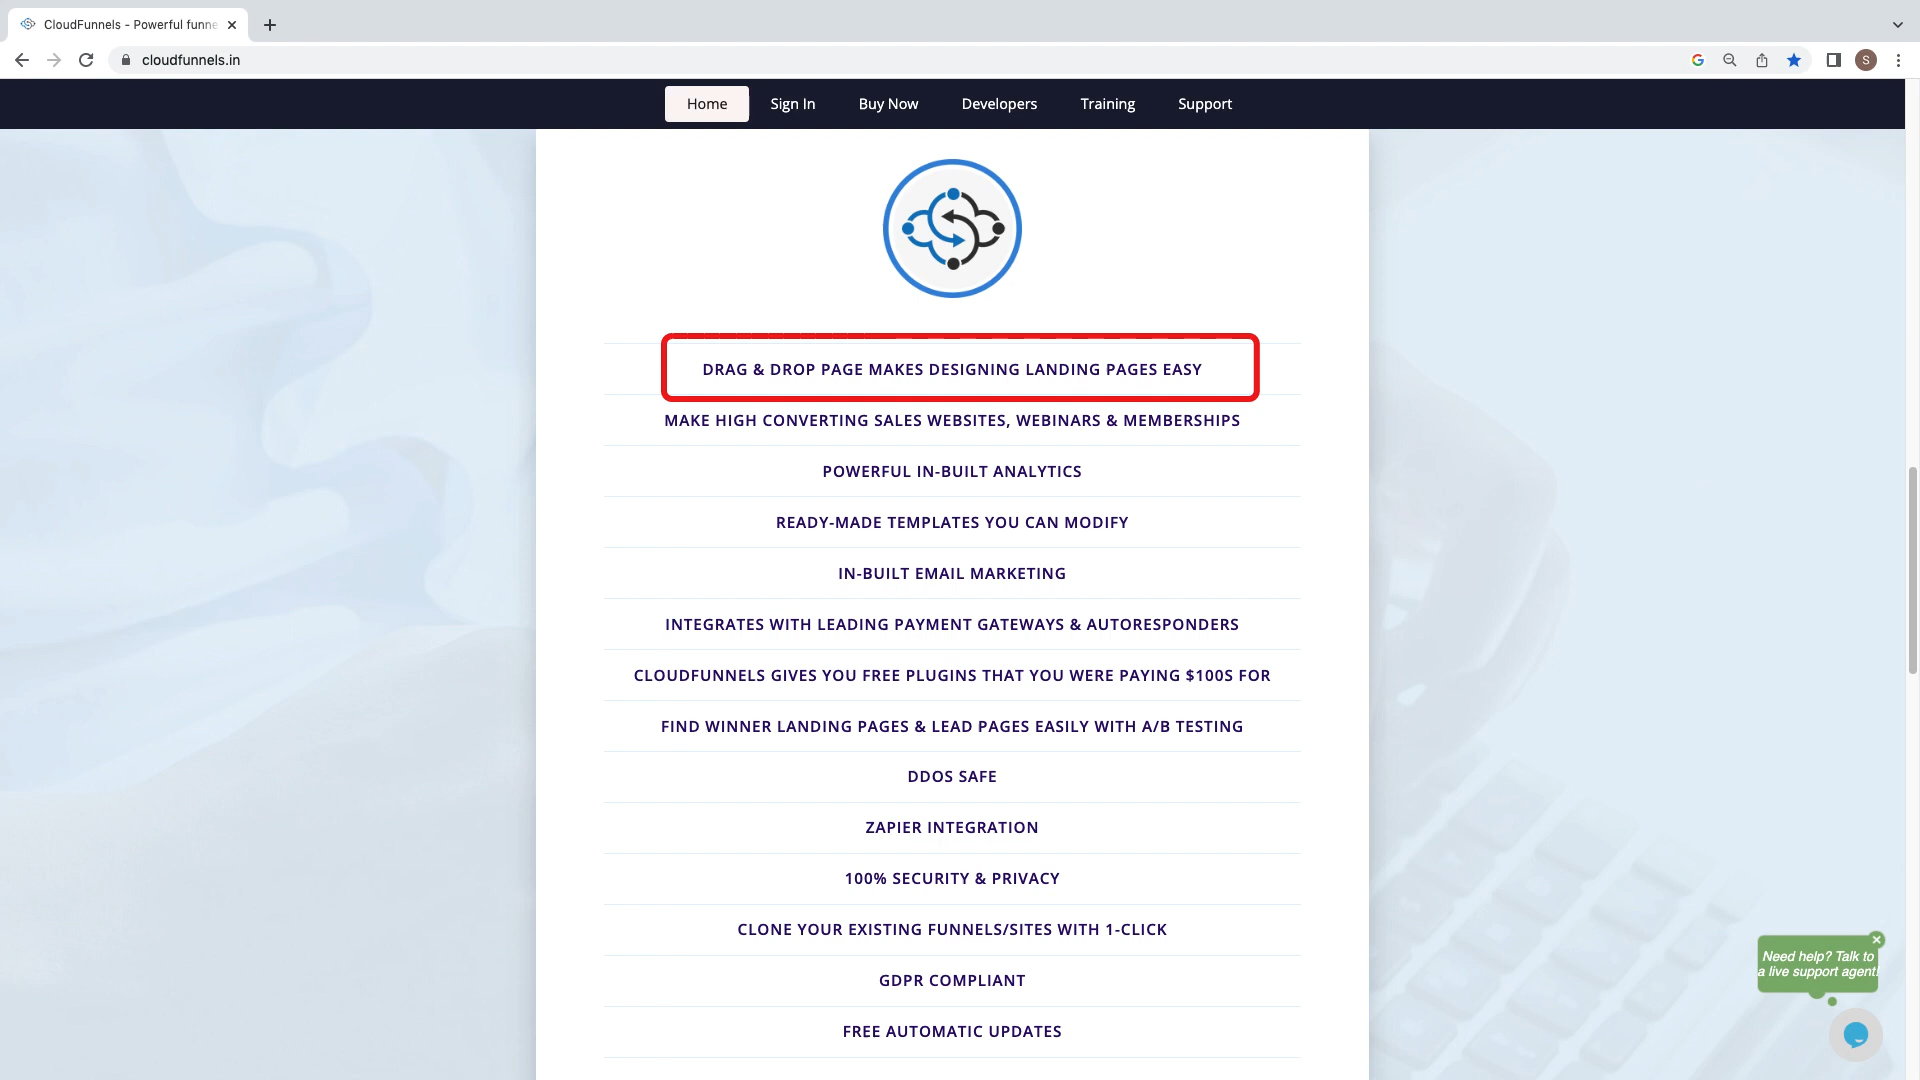 CloudFunnels - Powerful funne
cloudfunnels.in
S
Home
Sign In
Buy Now
Developers
Training
Support
DRAG & DROP PAGE MAKES DESIGNING LANDING PAGES EASY
MAKE HIGH CONVERTING SALES WEBSITES, WEBINARS & MEMBERSHIPS
POWERFUL IN-BUILT ANALYTICS
READY-MADE TEMPLATES YOU CAN MODIFY
IN-BUILT EMAIL MARKETING
INTEGRATES WITH LEADING PAYMENT GATEWAYS & AUTORESPONDERS
CLOUDFUNNELS GIVES YOU FREE PLUGINS THAT YOU WERE PAYING $100S FOR
FIND WINNER LANDING PAGES & LEAD PAGES EASILY WITH A/B TESTING
DDOS SAFE
ZAPIER INTEGRATION
100% SECURITY & PRIVACY
CLONE YOUR EXISTING FUNNELS/SITES WITH 1-CLICK
GDPR COMPLIANT
FREE AUTOMATIC UPDATES
Need help? Talk to
a live support agent!